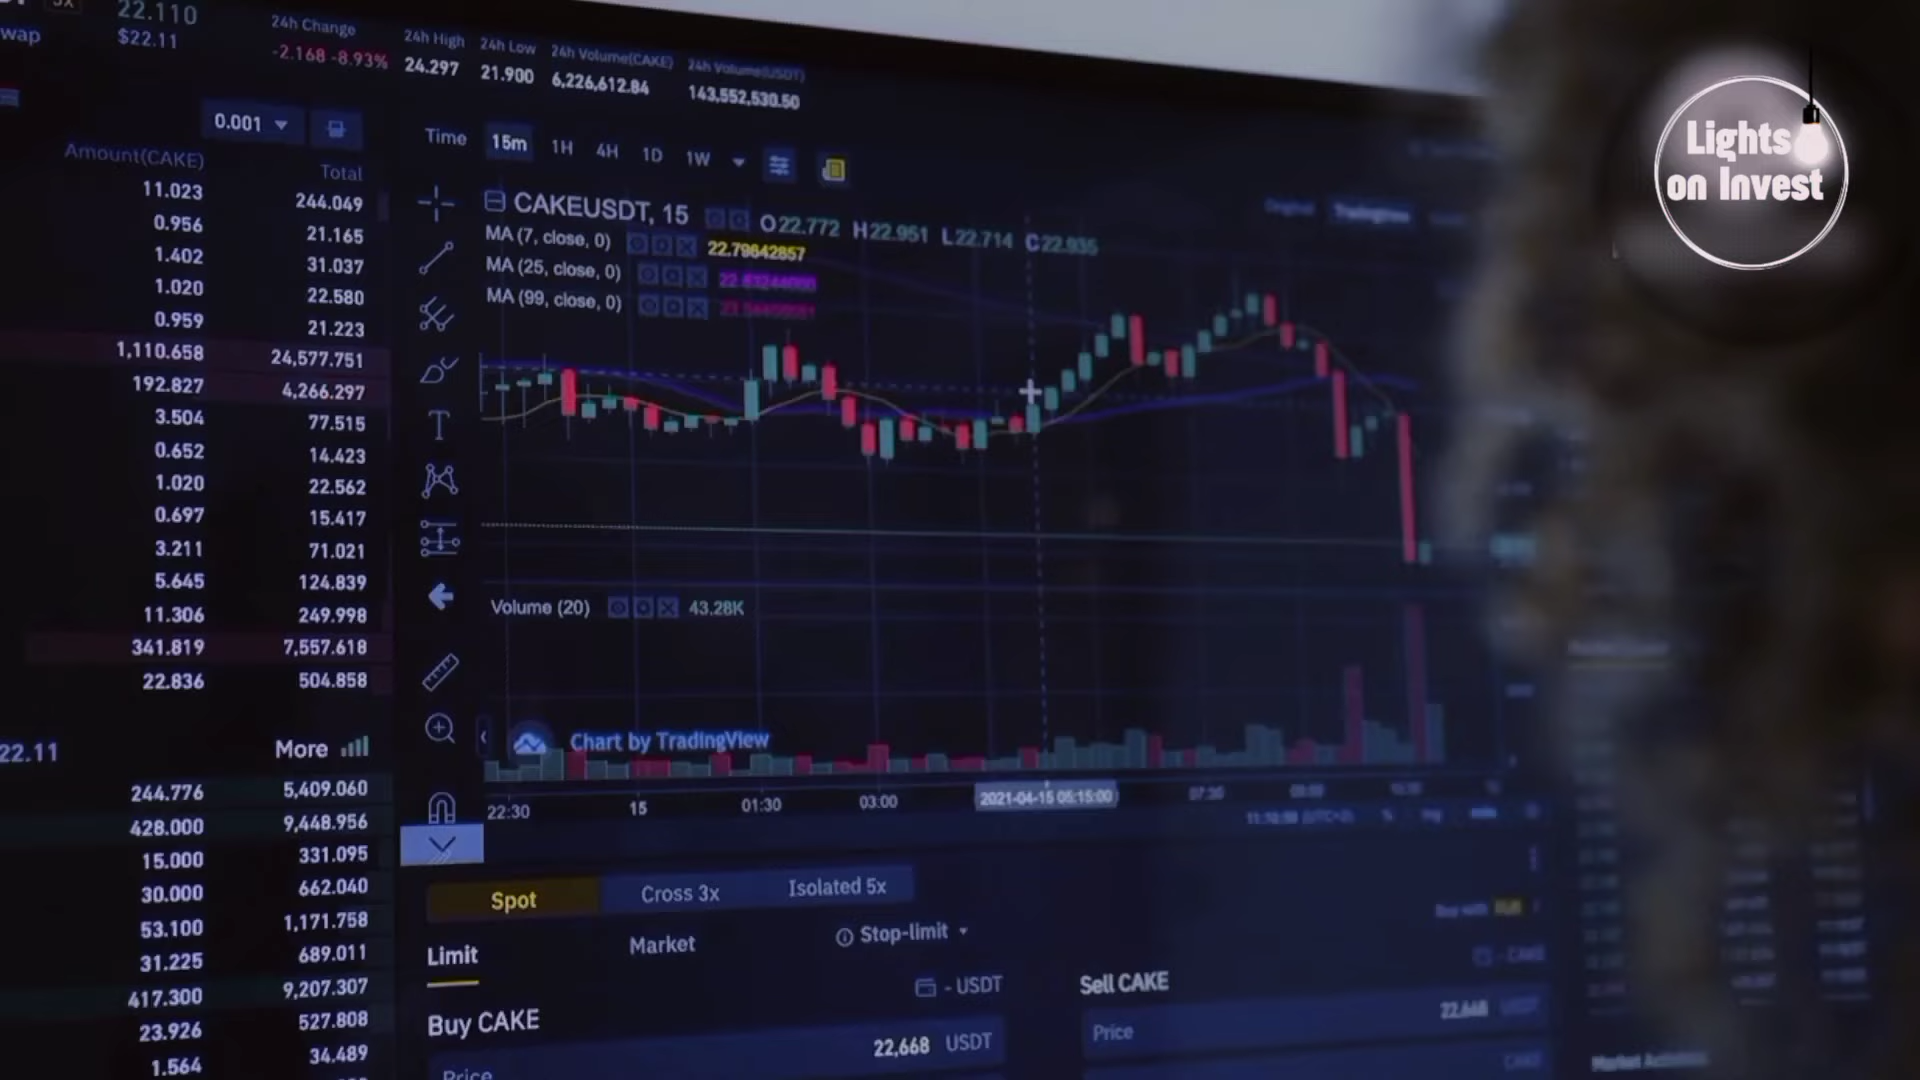 22.110
$22.11
24h Change
-2.168 -8.93%
24h High
24.297
24h Low
21.900
24h Volume(CAKE)
6,226,612.84
24h Volume(USDT)
143,552,530.50
Lights
on Invest
0.001
Amount(CAKE)
Total
11.023 244.049
0.956 21.165
1.402 31.037
1.020 22.580
0.959 21.223
1,110.658 24,577.751
192.827 4,266.297
3.504 77.515
0.652 14.423
1.020 22.562
0.697 15.417
3.211 71.021
5.645 124.839
11.306 249.998
341.819 7,557.618
22.836 504.858
22.11 More
244.776 5,409.060
428.000 9,448.956
15.000 331.095
30.000 662.040
53.100 1,171.758
31.225 689.011
417.300 9,207.307
23.926 527.808
1.564 34.489
Time 15m 1H 4H 1D 1W
CAKEUSDT, 15 O22.772 H22.951 L22.714 C22.935
MA (7, close, 0) 22.79642857
MA (25, close, 0)
MA (99, close, 0)
Volume (20) 43.28K
Chart by TradingView
22:30 15 01:30 03:00 2021-04-15 05:15:00
Spot Cross 3x Isolated 5x
Limit Market Stop-limit
- USDT
Buy CAKE
Sell CAKE
22,668 USDT
Price
Price